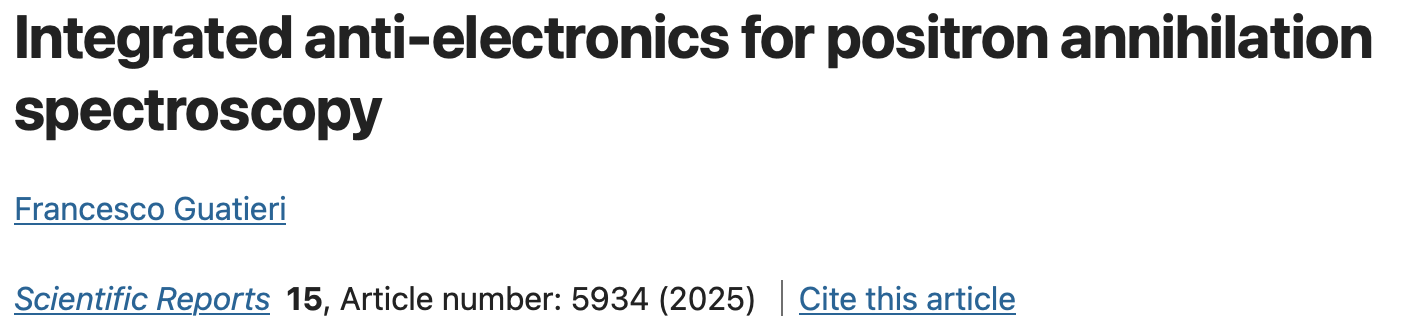 Integrated anti-electronics for positron annihilation
spectroscopy
Francesco Guatieri
Scientific Reports 15, Article number: 5934 (2025) | Cite this article